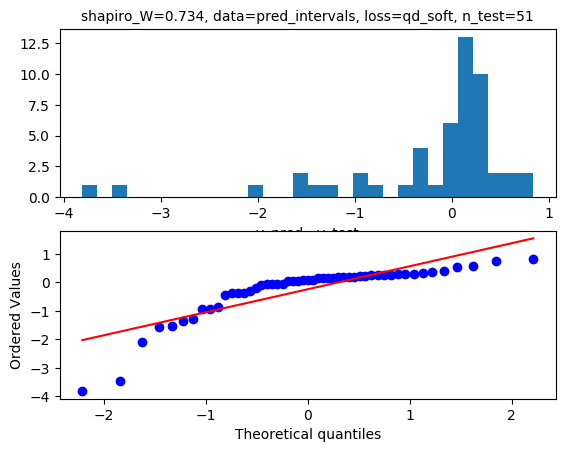 shapiro_W=0.734, data=pred_intervals, loss=qd_soft, n_test=51
12.5
10.0
7.5
5.0
2.5
0.0
−4 −3 −2 −1 0 1
1
0
−1
−2
−3
−4
Ordered Values
−2 −1 0 1 2
Theoretical quantiles